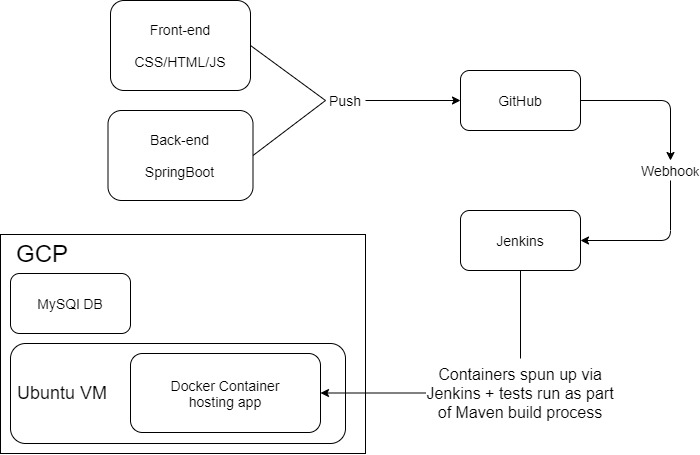 Front-end
CSS/HTML/JS
Push
GitHub
Back-end
SpringBoot
Webhook
Jenkins
GCP
MySQl DB
Ubuntu VM
Docker Container
hosting app
Containers spun up via
Jenkins + tests run as part
of Maven build process